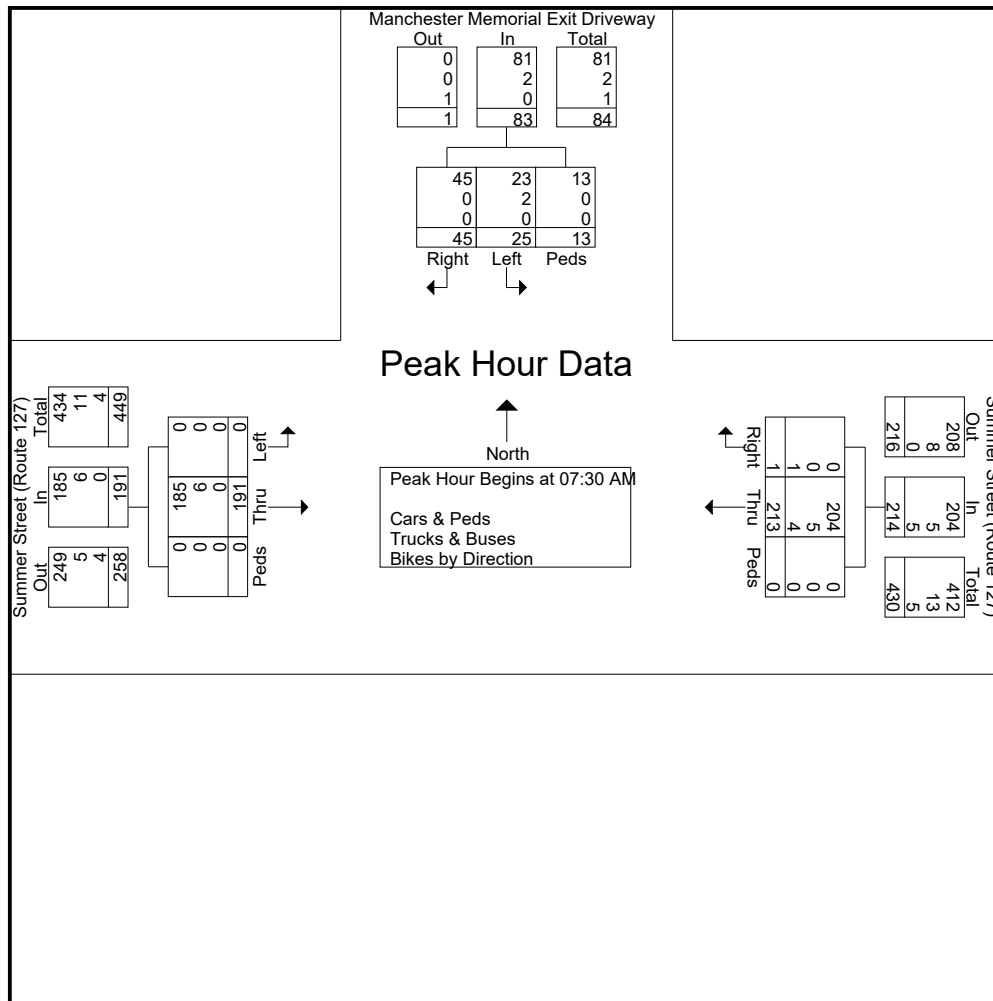 Manchester Memorial Exit Driveway
Out In Total
0 81 81
0 2 2
1 0 1
1 83 84
45 23 13
0 2 0
0 0 0
45 25 13
Right Left Peds
Peak Hour Data
North
Peak Hour Begins at 07:30 AM
Cars & Peds
Trucks & Buses
Bikes by Direction
Summer Street (Route 127)
Out In Total
249 185 434
5 6 11
4 0 4
258 191 449
0 185 0
0 6 0
0 0 0
0 191 0
Peds Thru Left
Summer Street (Route 127)
Out In Total
208 204 412
8 5 13
0 5 5
216 214 430
0 204 0
0 5 0
1 4 0
1 213 0
Right Thru Peds